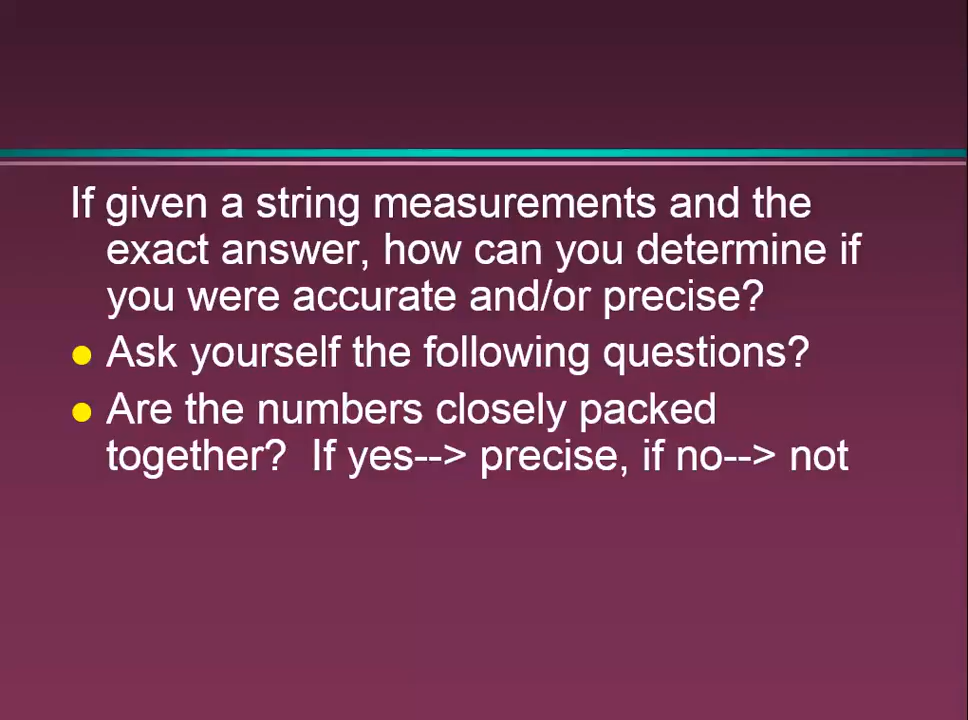 If given a string measurements and the
exact answer, how can you determine if
you were accurate and/or precise?
Ask yourself the following questions?
Are the numbers closely packed
together?  If yes--> precise, if no--> not